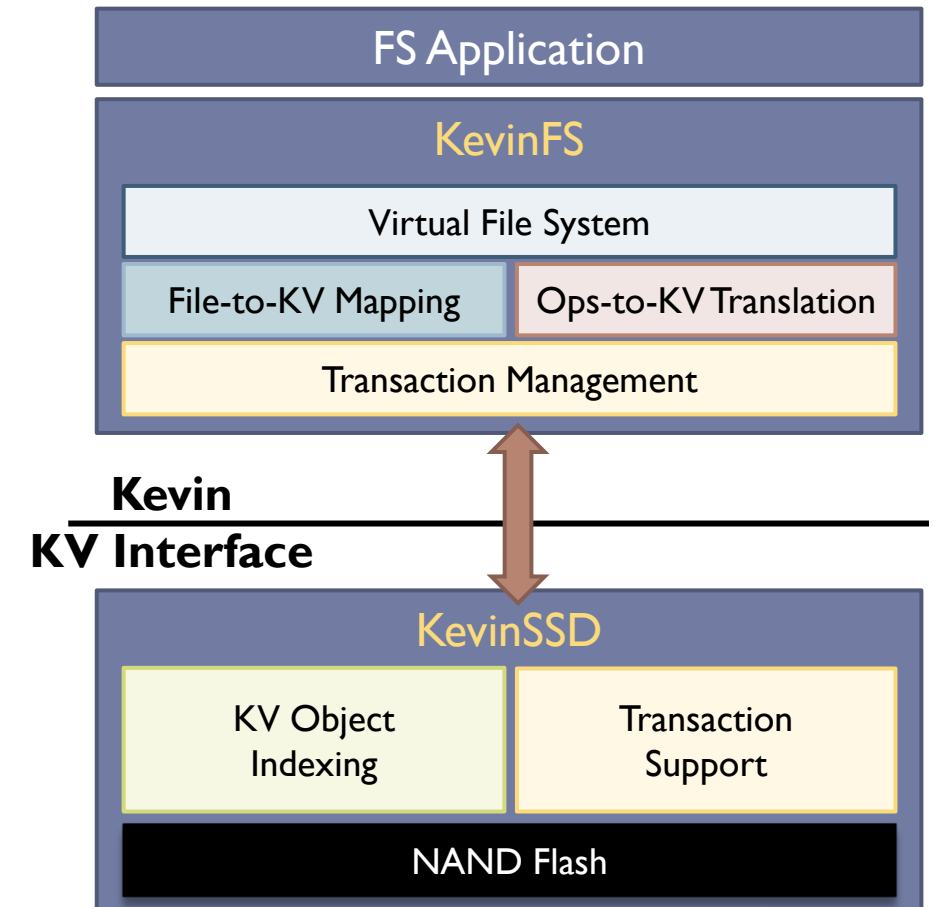 FS Application
KevinFS
Virtual File System
File-to-KV Mapping
Ops-to-KV Translation
Transaction Management
Kevin
KV Interface
KevinSSD
KV Object
Indexing
Transaction
Support
NAND Flash